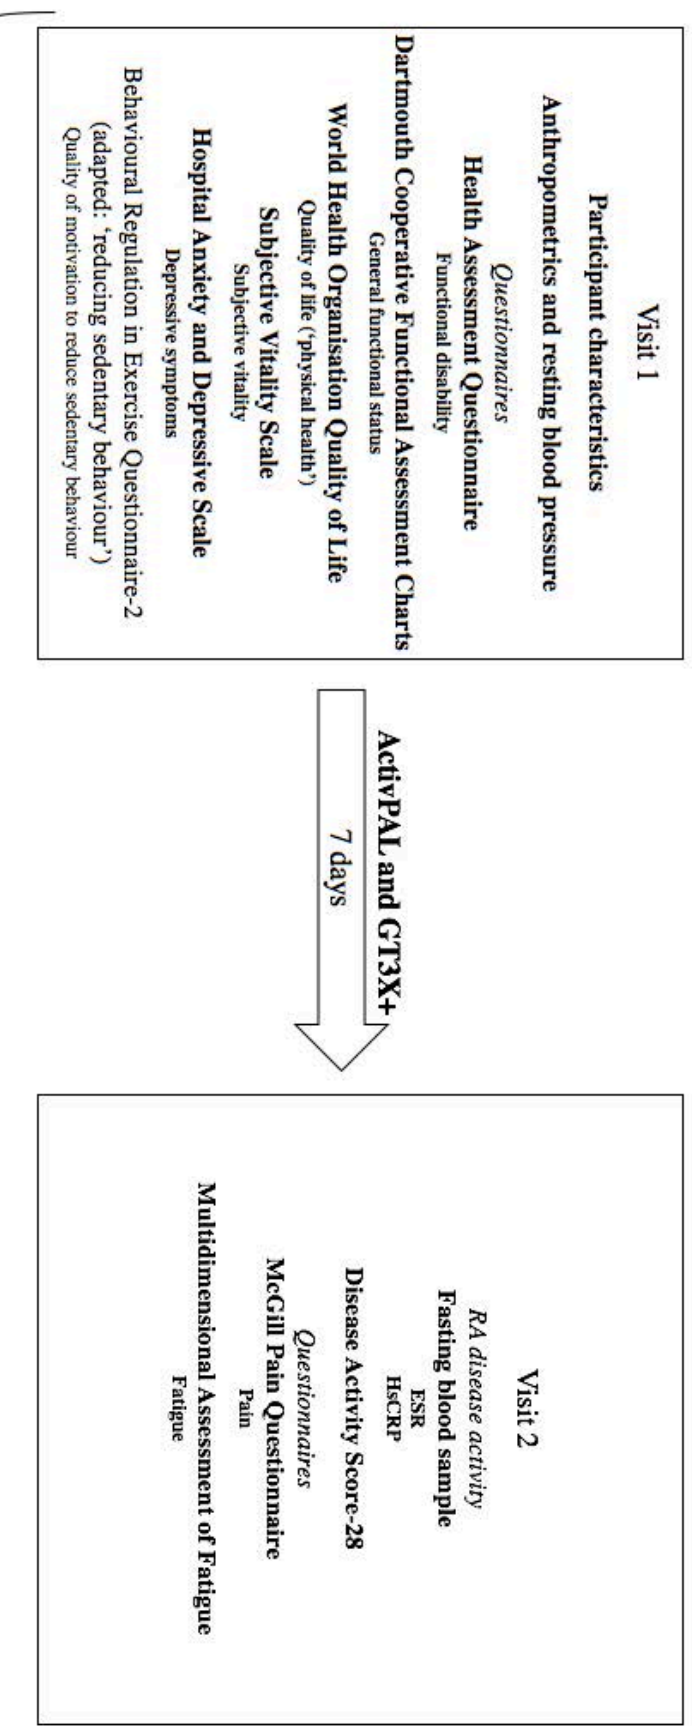 Visit 1
Participant characteristics
Anthropometrics and resting blood pressure
Questionnaires
Health Assessment Questionnaire
Functional disability
Dartmouth Cooperative Functional Assessment Charts
General functional status
World Health Organisation Quality of Life
Quality of life (‘physical health’)
Subjective Vitality Scale
Subjective vitality
Hospital Anxiety and Depressive Scale
Depressive symptoms
Behavioural Regulation in Exercise Questionnaire-2
(adapted: ‘reducing sedentary behaviour’)
Quality of motivation to reduce sedentary behaviour
ActivPAL and GT3X+
7 days
Visit 2
RA disease activity
Fasting blood sample
ESR
HsCRP
Disease Activity Score-28
Questionnaires
McGill Pain Questionnaire
Pain
Multidimensional Assessment of Fatigue
Fatigue